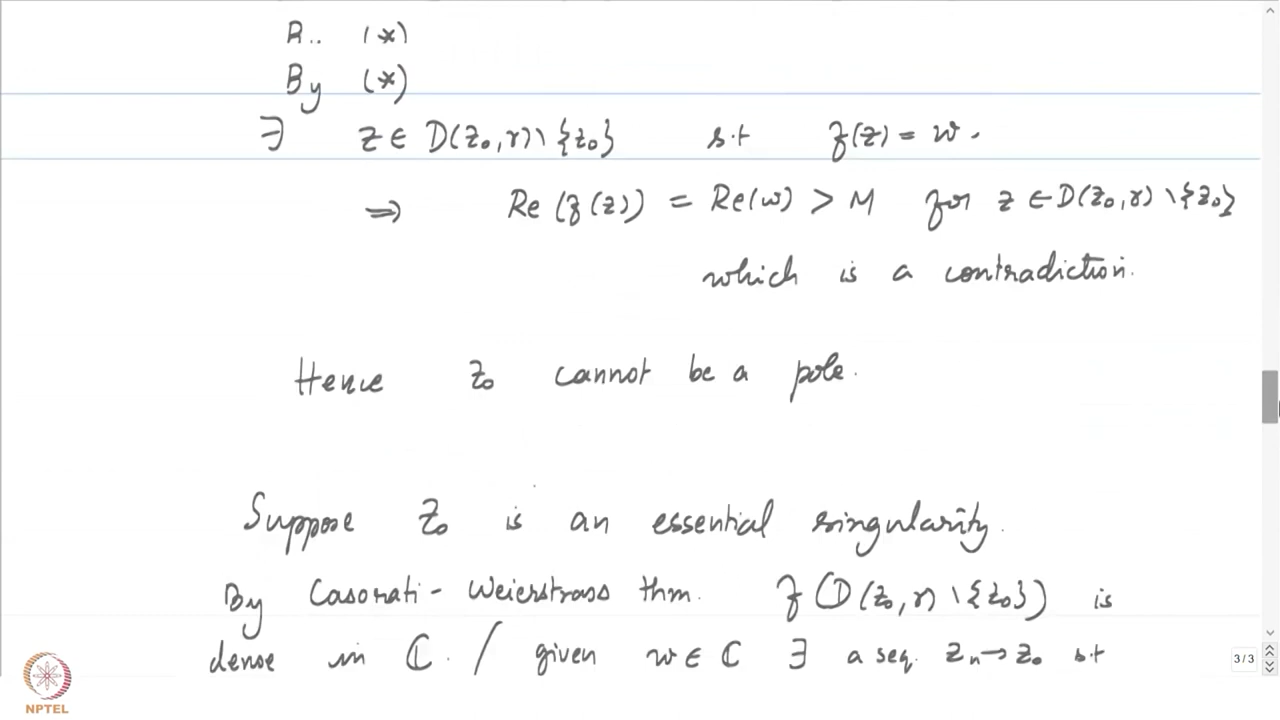 B.. (*)
By (*)
∃ z ∈ D(z₀, r) \ {z₀} s.t f(z) = w.
⇒ Re (f(z)) = Re(w) > M for z ∈ D(z₀, r) \ {z₀}
which is a contradiction.
Hence z₀ cannot be a pole.
Suppose z₀ is an essential singularity.
By Casorati - Weierstrass thm. f (D(z₀, r) \ {z₀}) is
dense in ℂ. / given w ∈ ℂ ∃ a seq. zₙ → z₀ s.t
3 / 3
NPTEL